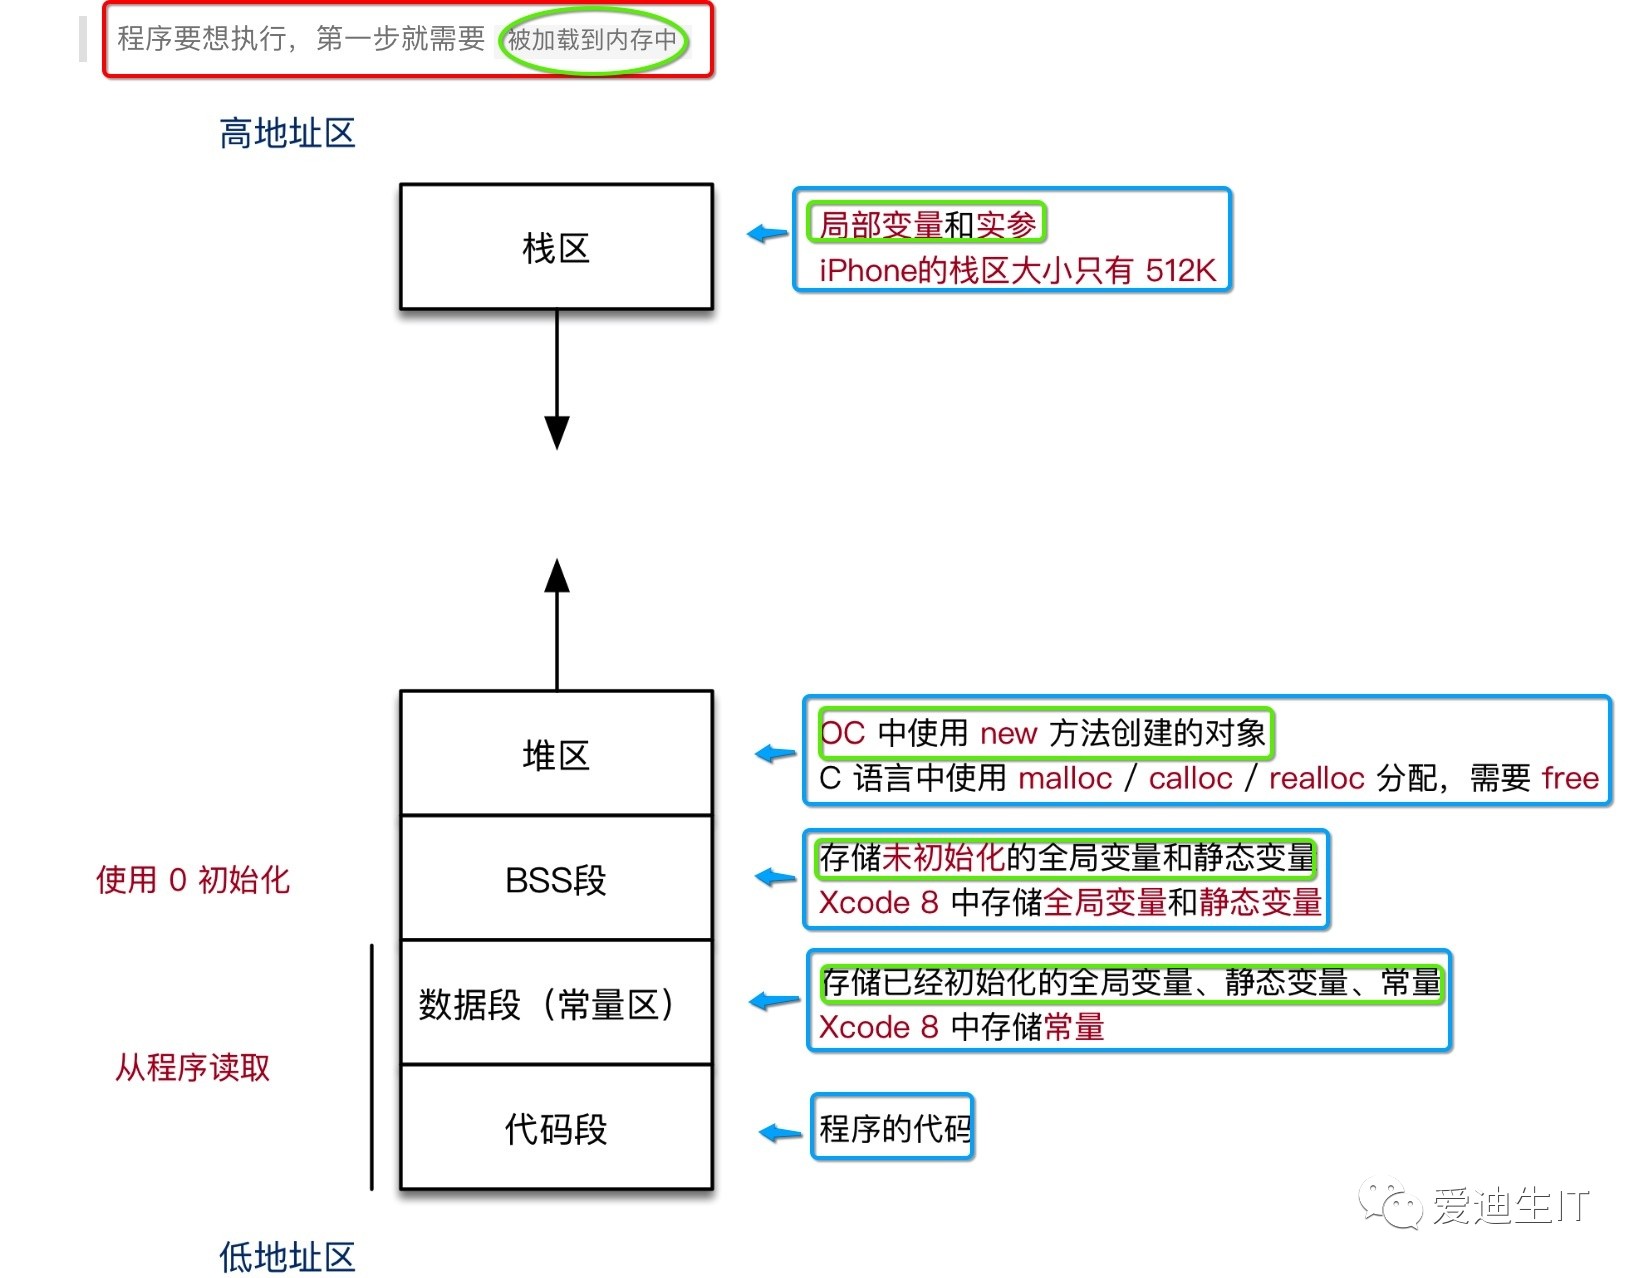 程序要想执行，第一步就需要 被加载到内存中
高地址区
栈区
局部变量和实参
iPhone的栈区大小只有 512K
堆区
OC 中使用 new 方法创建的对象
C 语言中使用 malloc / calloc / realloc 分配，需要 free
使用 0 初始化
BSS段
存储未初始化的全局变量和静态变量
Xcode 8 中存储全局变量和静态变量
数据段（常量区）
存储已经初始化的全局变量、静态变量、常量
Xcode 8 中存储常量
从程序读取
代码段
程序的代码
爱迪生IT
低地址区